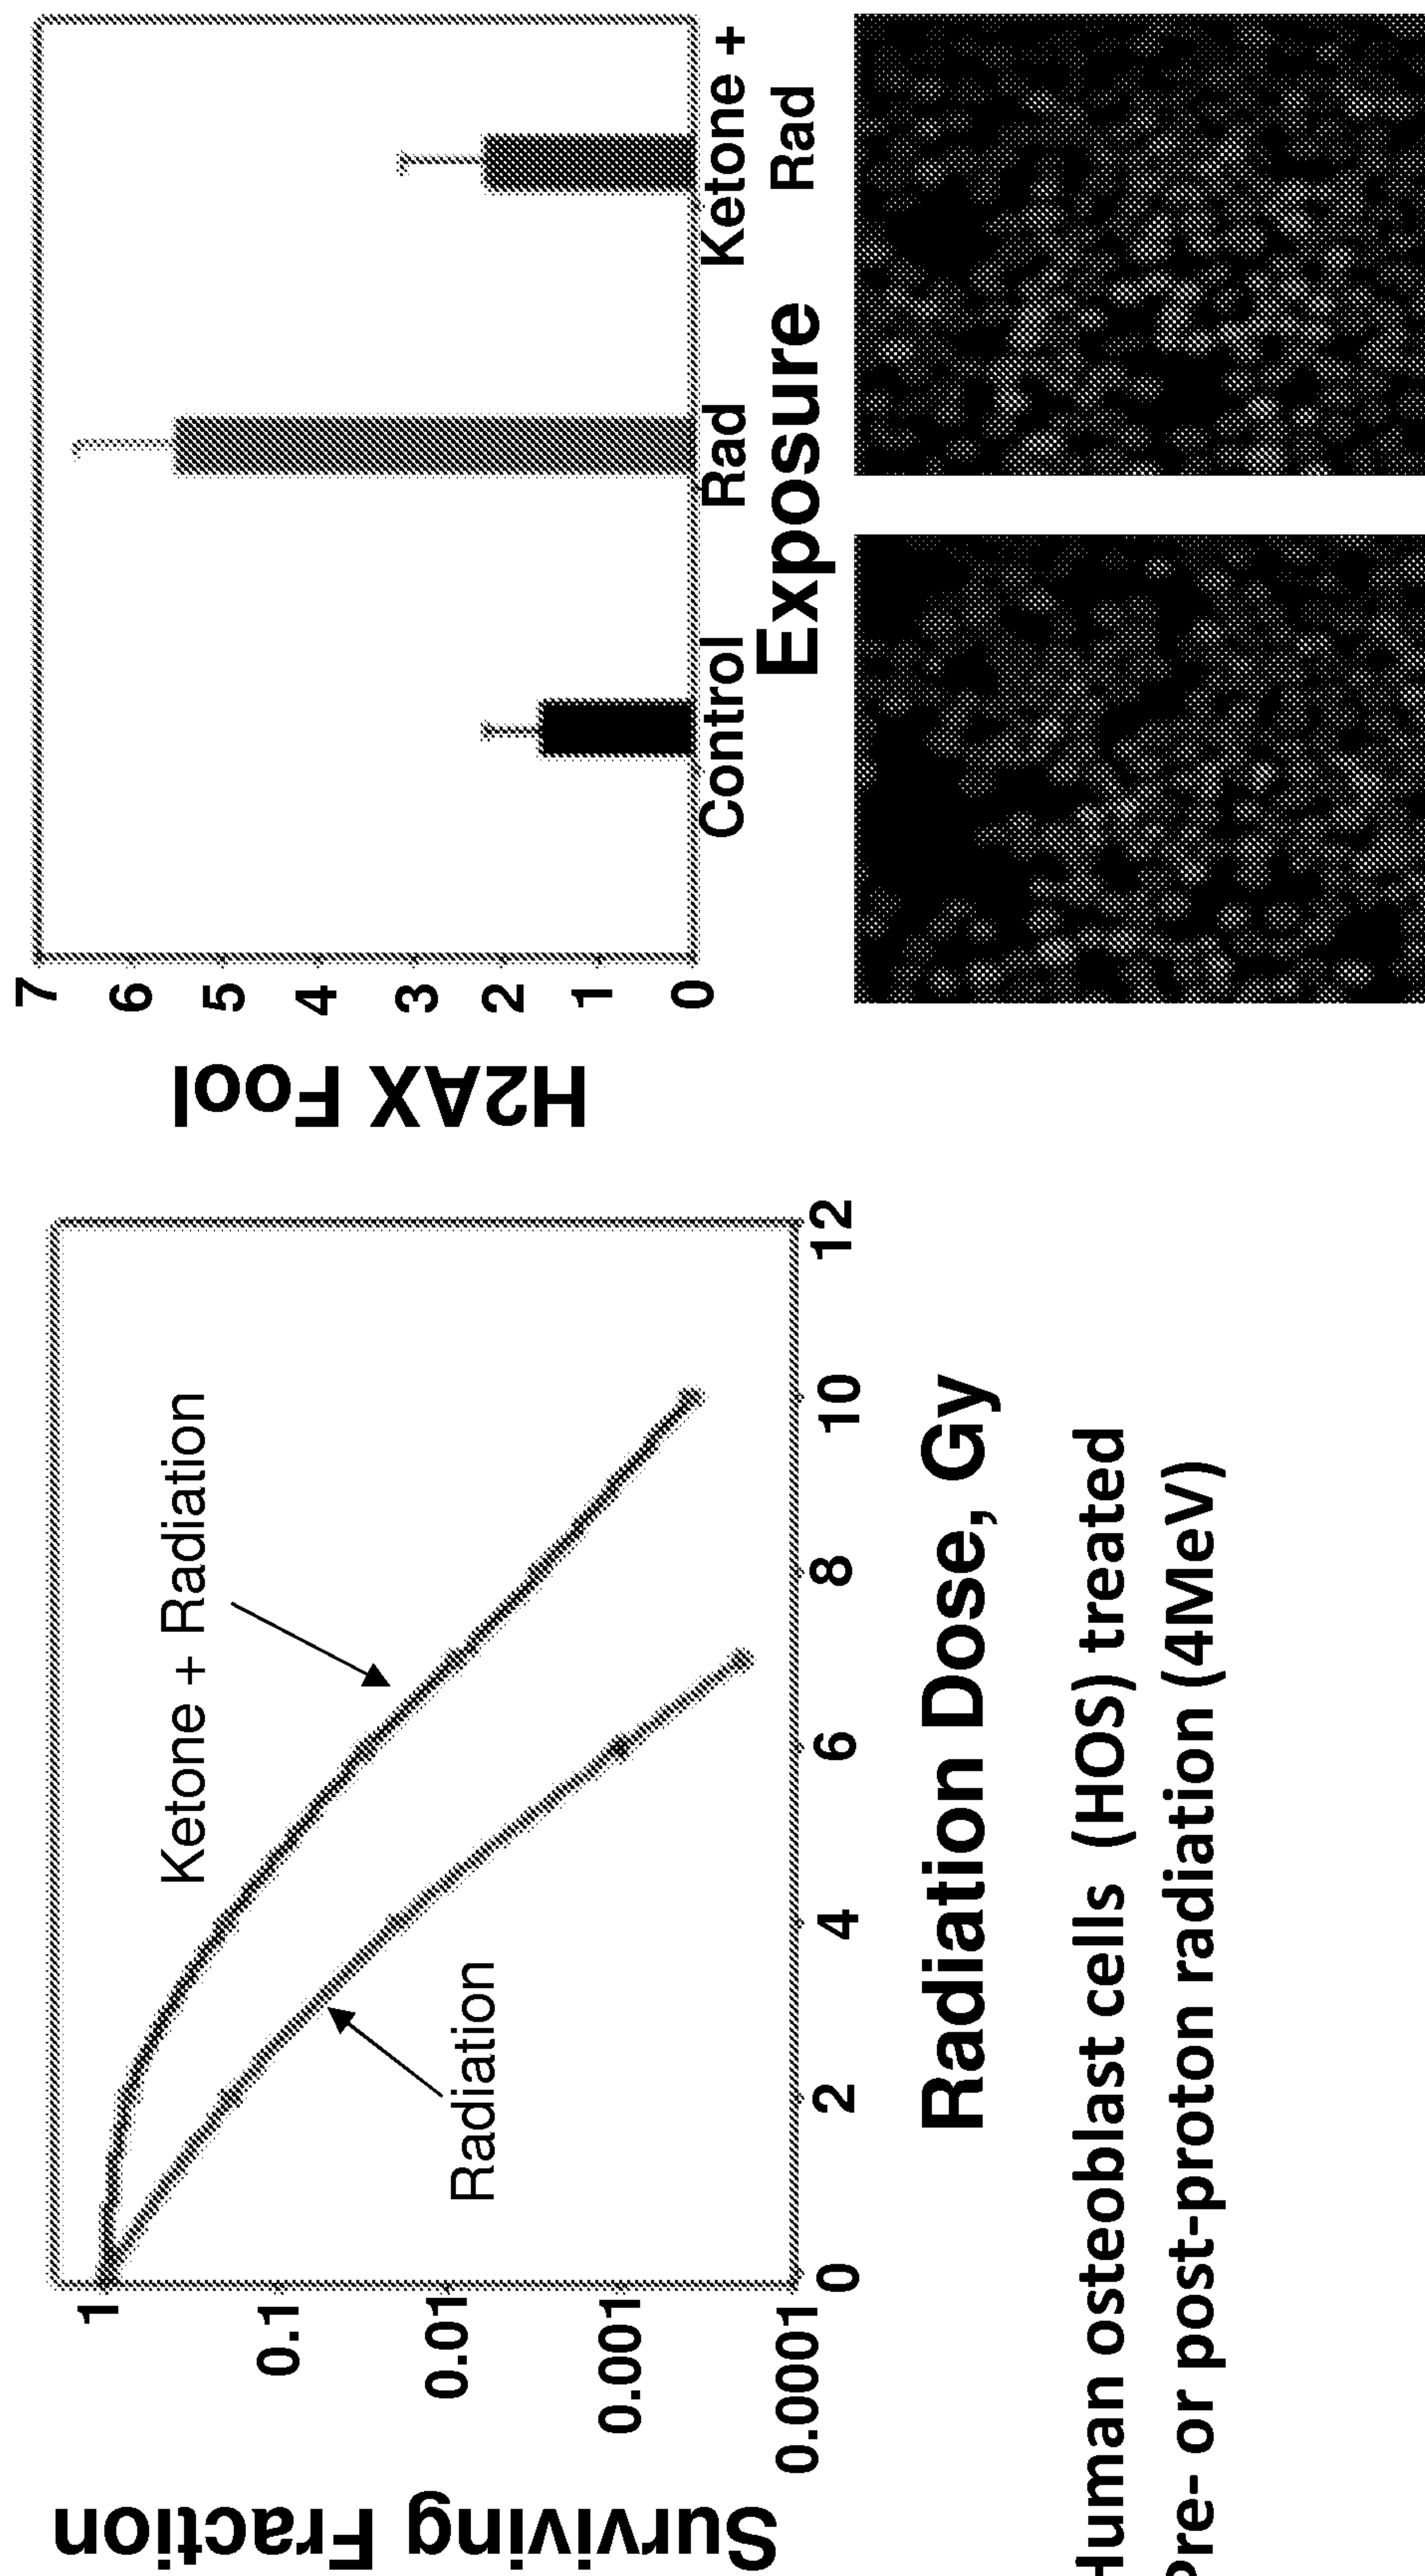 Surviving Fraction
1
0.1
0.01
0.001
0.0001
Ketone + Radiation
Radiation
0 2 4 6 8 10 12
Radiation Dose, Gy
Human osteoblast cells (HOS) treated
Pre- or post-proton radiation (4MeV)
H2AX Fool
7
6
5
4
3
2
1
0
Control Rad Ketone +
Rad
Exposure